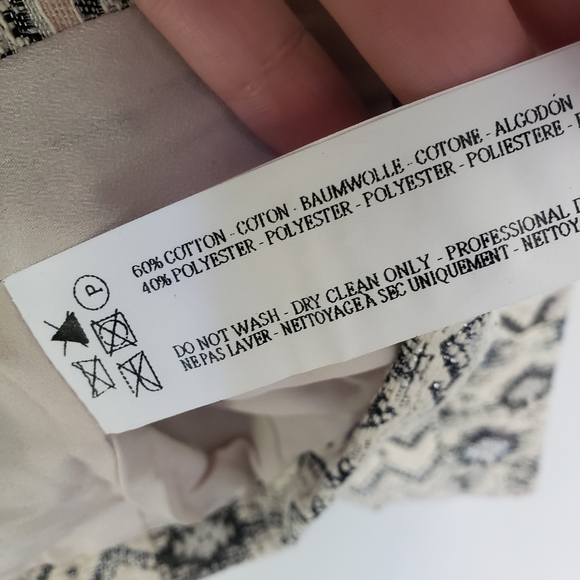 60% COTTON - COTON - BAUMWOLLE - COTONE - ALGODÓN
40% POLYESTER - POLYESTER - POLYESTER - POLIESTERE -
DO NOT WASH - DRY CLEAN ONLY - PROFESSIONAL
NE PAS LAVER - NETTOYAGE A SEC UNIQUEMENT -
P